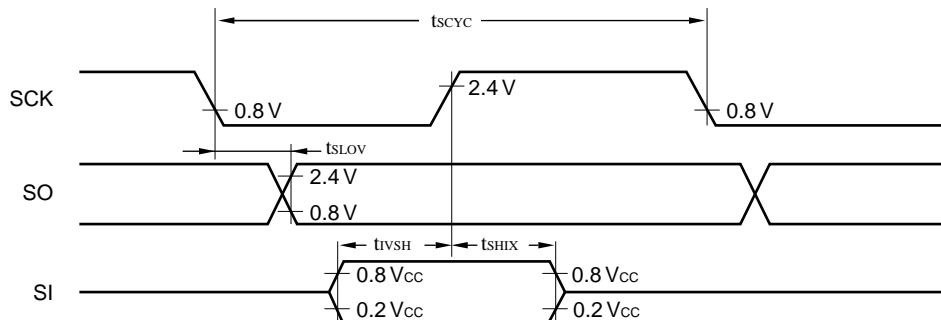 tSCYC
SCK
0.8 V
2.4 V
0.8 V
tSLOV
SO
2.4 V
0.8 V
tIVSH
tSHIX
SI
0.8 VCC
0.8 VCC
0.2 VCC
0.2 VCC